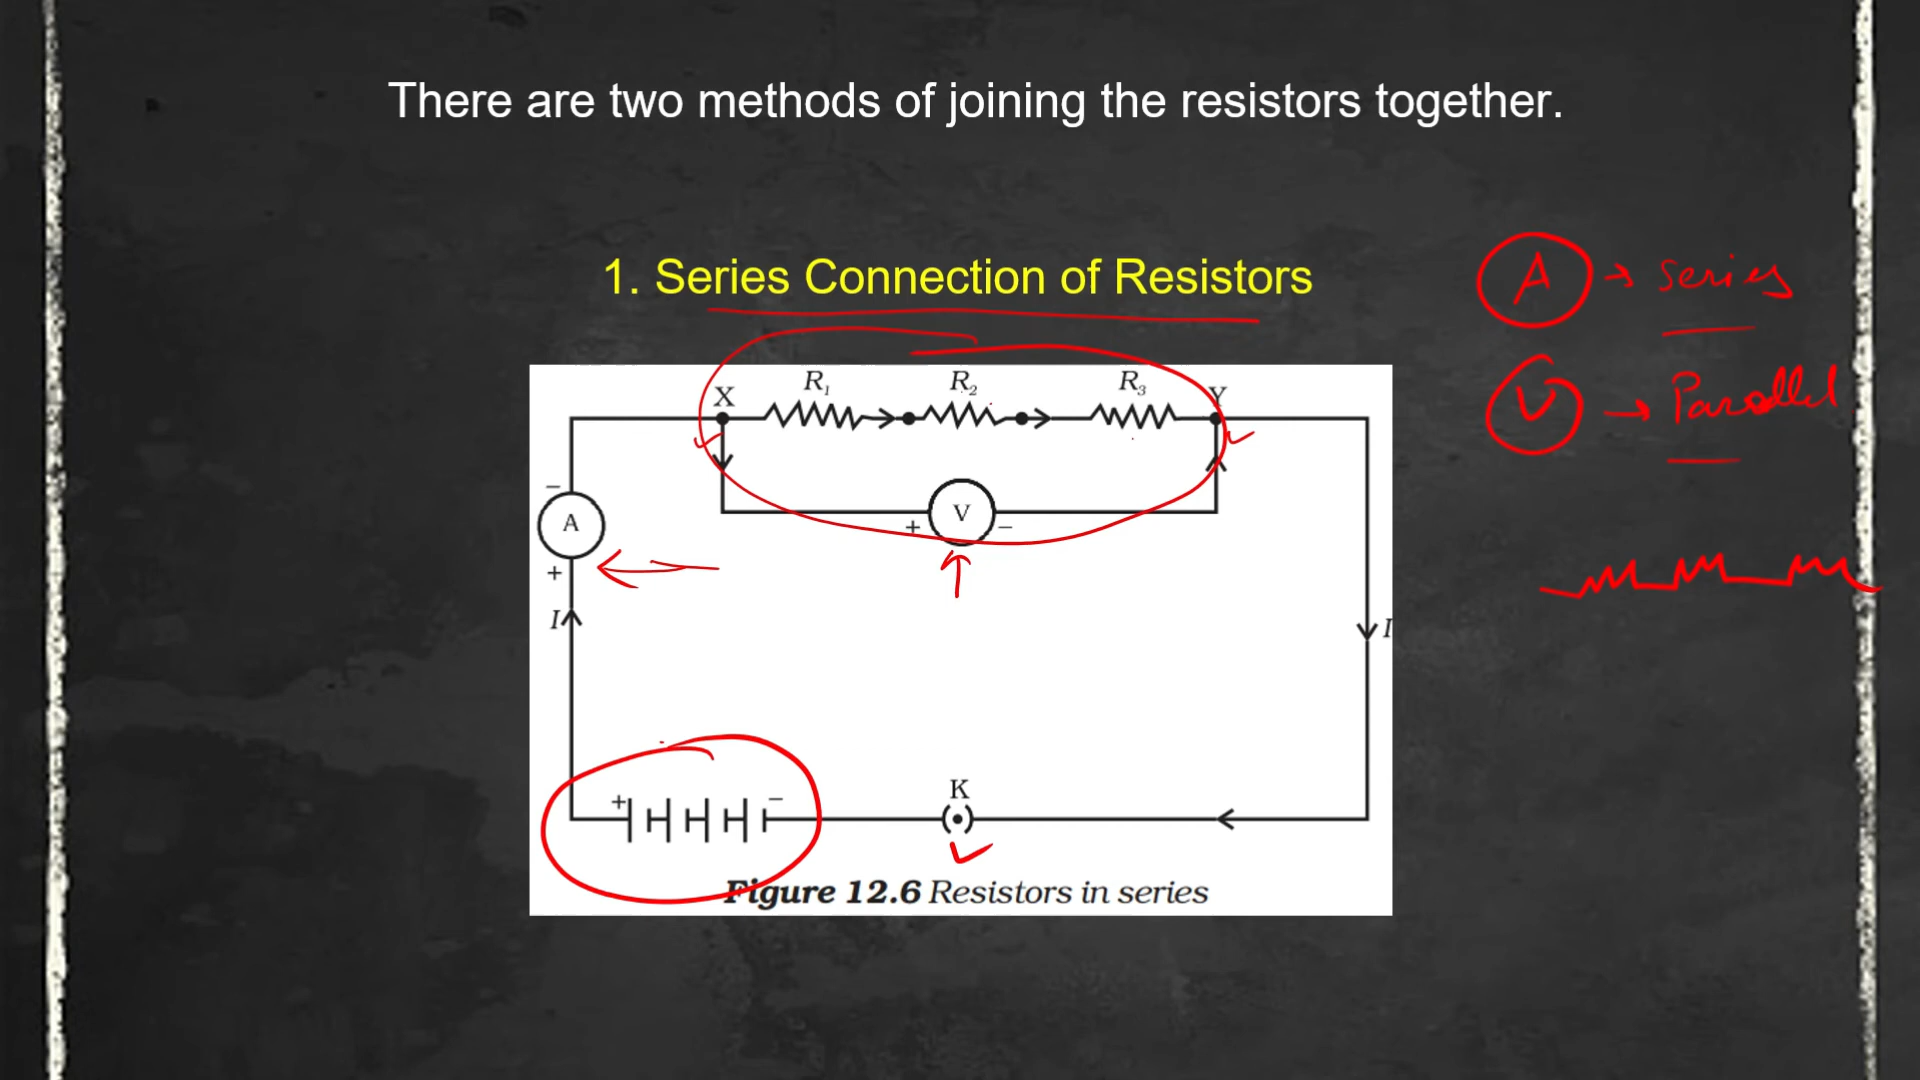 There are two methods of joining the resistors together.
1. Series Connection of Resistors
A → series
V → Parallel
X R₁ R₂ R₃ Y
− A +
+ V −
I
I
K
+ −
Figure 12.6 Resistors in series